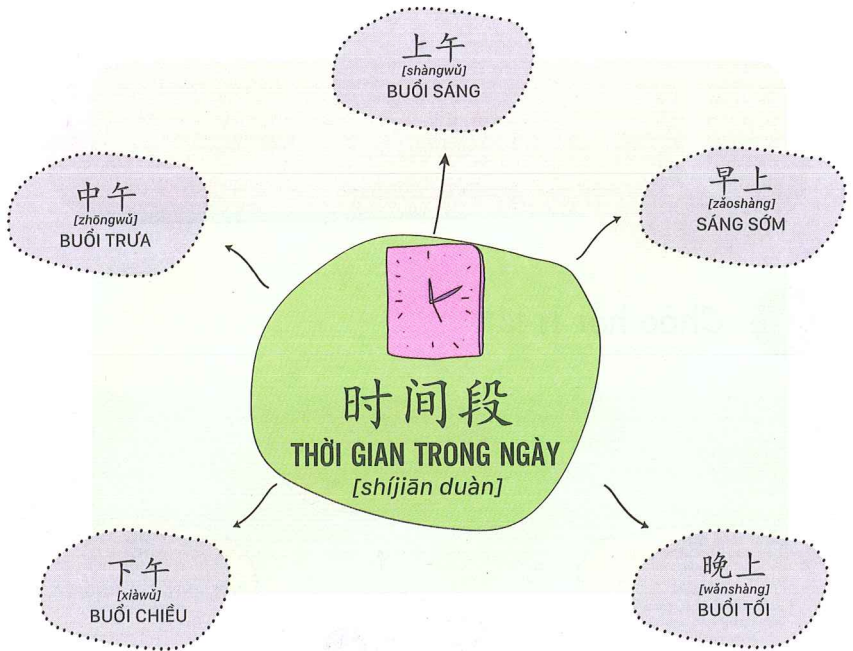 上午
[shàngwǔ]
BUỔI SÁNG
早上
[zǎoshàng]
SÁNG SỚM
中午
[zhōngwǔ]
BUỔI TRƯA
时间段
THỜI GIAN TRONG NGÀY
[shíjiān duàn]
下午
[xiàwǔ]
BUỔI CHIỀU
晚上
[wǎnshàng]
BUỔI TỐI